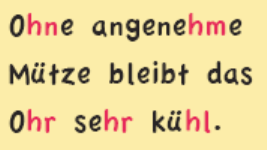 Ohne angenehme
Mütze bleibt das
Ohr sehr kühl.